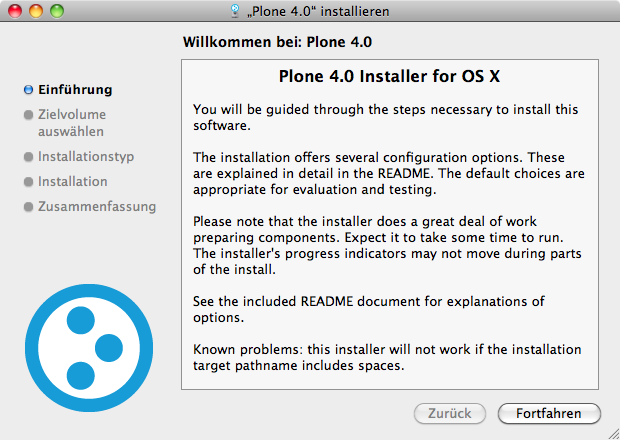 „Plone 4.0“ installieren
Willkommen bei: Plone 4.0
Einführung
Zielvolume
auswählen
Installationstyp
Installation
Zusammenfassung
Plone 4.0 Installer for OS X
You will be guided through the steps necessary to install this
software.
The installation offers several configuration options. These
are explained in detail in the README. The default choices are
appropriate for evaluation and testing.
Please note that the installer does a great deal of work
preparing components. Expect it to take some time to run.
The installer's progress indicators may not move during parts
of the install.
See the included README document for explanations of
options.
Known problems: this installer will not work if the installation
target pathname includes spaces.
Zurück
Fortfahren